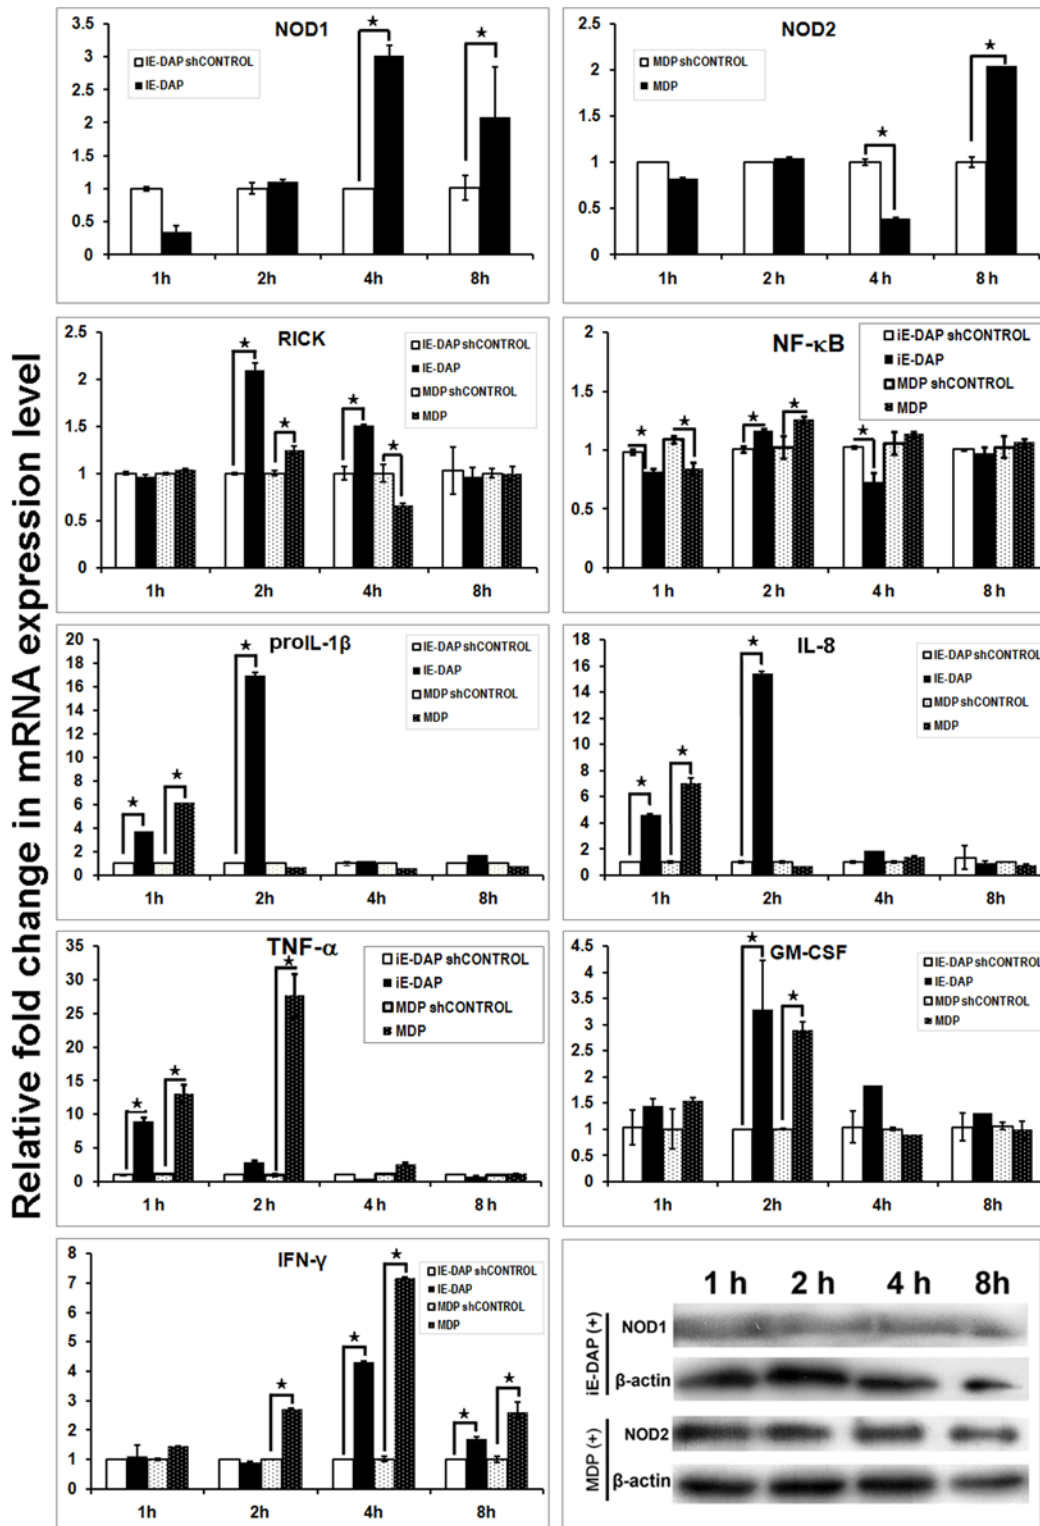 Relative fold change in mRNA expression level
NOD1
IE-DAP shCONTROL
IE-DAP
3.5
3
2.5
2
1.5
1
0.5
0
1h 2h 4h 8h
★ ★
NOD2
MDP shCONTROL
MDP
2.5
2
1.5
1
0.5
0
1h 2 h 4 h 8 h
★ ★
RICK
IE-DAP shCONTROL
IE-DAP
MDP shCONTROL
MDP
2.5
2
1.5
1
0.5
0
1h 2h 4h 8h
★ ★ ★ ★
NF-κB
iE-DAP shCONTROL
iE-DAP
MDP shCONTROL
MDP
2
1.5
1
0.5
0
1 h 2 h 4 h 8 h
★ ★ ★ ★ ★
proIL-1β
IE-DAP shCONTROL
IE-DAP
MDP shCONTROL
MDP
20
18
16
14
12
10
8
6
4
2
0
1h 2h 4h 8h
★ ★ ★
IL-8
IE-DAP shCONTROL
IE-DAP
MDP shCONTROL
MDP
18
16
14
12
10
8
6
4
2
0
1h 2h 4h 8h
★ ★ ★
TNF-α
iE-DAP shCONTROL
iE-DAP
MDP shCONTROL
MDP
35
30
25
20
15
10
5
0
1 h 2 h 4 h 8 h
★ ★ ★
GM-CSF
IE-DAP shCONTROL
IE-DAP
MDP shCONTROL
MDP
4.5
4
3.5
3
2.5
2
1.5
1
0.5
0
1h 2h 4h 8h
★ ★
IFN-γ
IE-DAP shCONTROL
IE-DAP
MDP shCONTROL
MDP
8
7
6
5
4
3
2
1
0
1h 2h 4h 8h
★ ★ ★ ★ ★
1 h 2 h 4 h 8h
iE-DAP (+)
NOD1
β-actin
MDP (+)
NOD2
β-actin